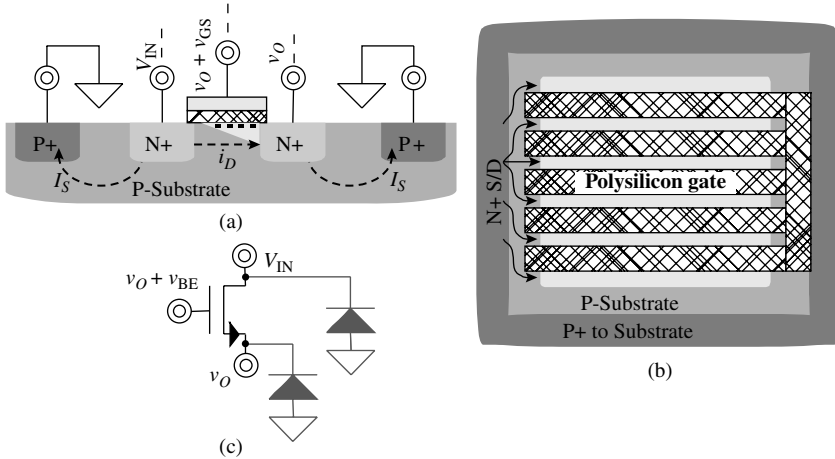 V_IN
v_O + v_GS
v_O
P+
N+
N+
P+
i_D
I_S
I_S
P-Substrate
(a)
N+ S/D
Polysilicon gate
P-Substrate
P+ to Substrate
(b)
V_IN
v_O + v_BE
v_O
(c)